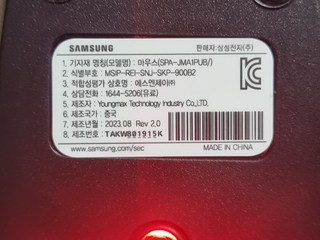 SAMSUNG 판매자:삼성전자(주)
1. 기자재 명칭(모델명) : 마우스(SPA-JMA1PUB/)
2. 식별부호 : MSIP-REI-SNJ-SKP-900B2
3. 적합성평가 상호명 : 에스엔제이㈜
4. 상담전화 : 1644-5206(유료)
5. 제조자 : Youngmax Technology Industry Co.,LTD.
6. 제조국가 : 중국
7. 제조년월 : 2023.08 Rev 2.0
8. 제조번호 : TAKW801915K
www.samsung.com/sec MADE IN CHINA